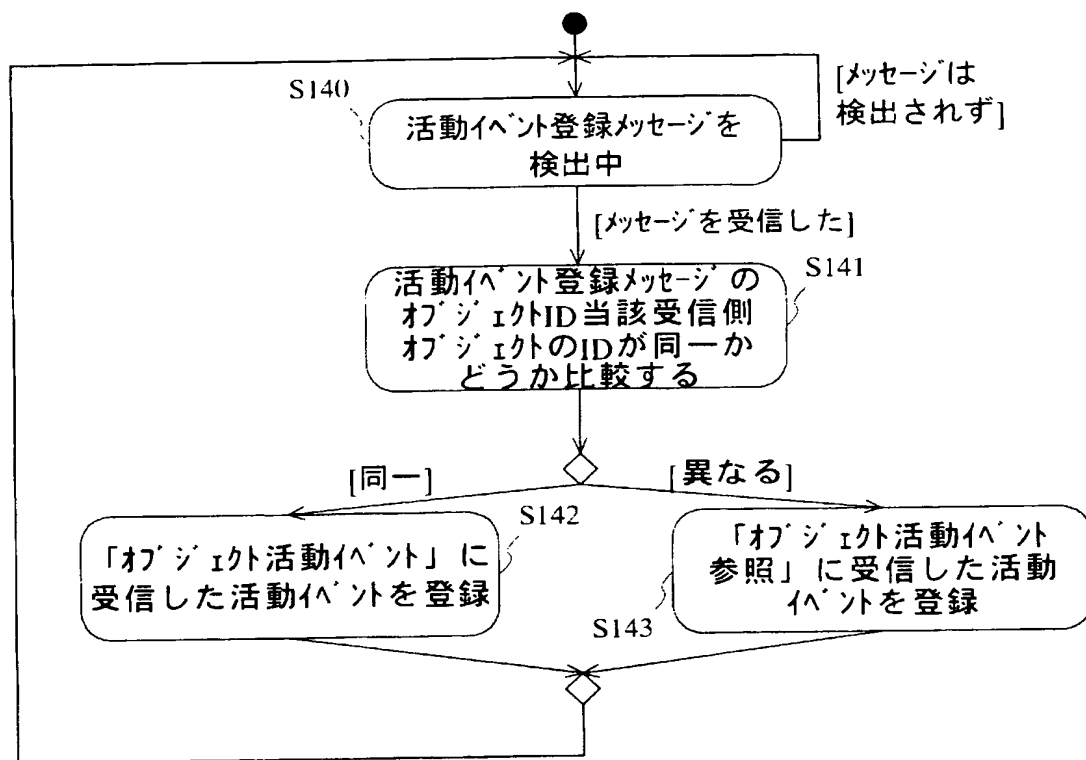 S140
[メッセージは
検出されず]
活動イベント登録メッセージを
検出中
[メッセージを受信した]
S141
活動イベント登録メッセージの
オブジェクトID当該受信側
オブジェクトのIDが同一か
どうか比較する
[同一]
[異なる]
S142
「オブジェクト活動イベント」に
受信した活動イベントを登録
「オブジェクト活動イベント
参照」に受信した活動
イベントを登録
S143